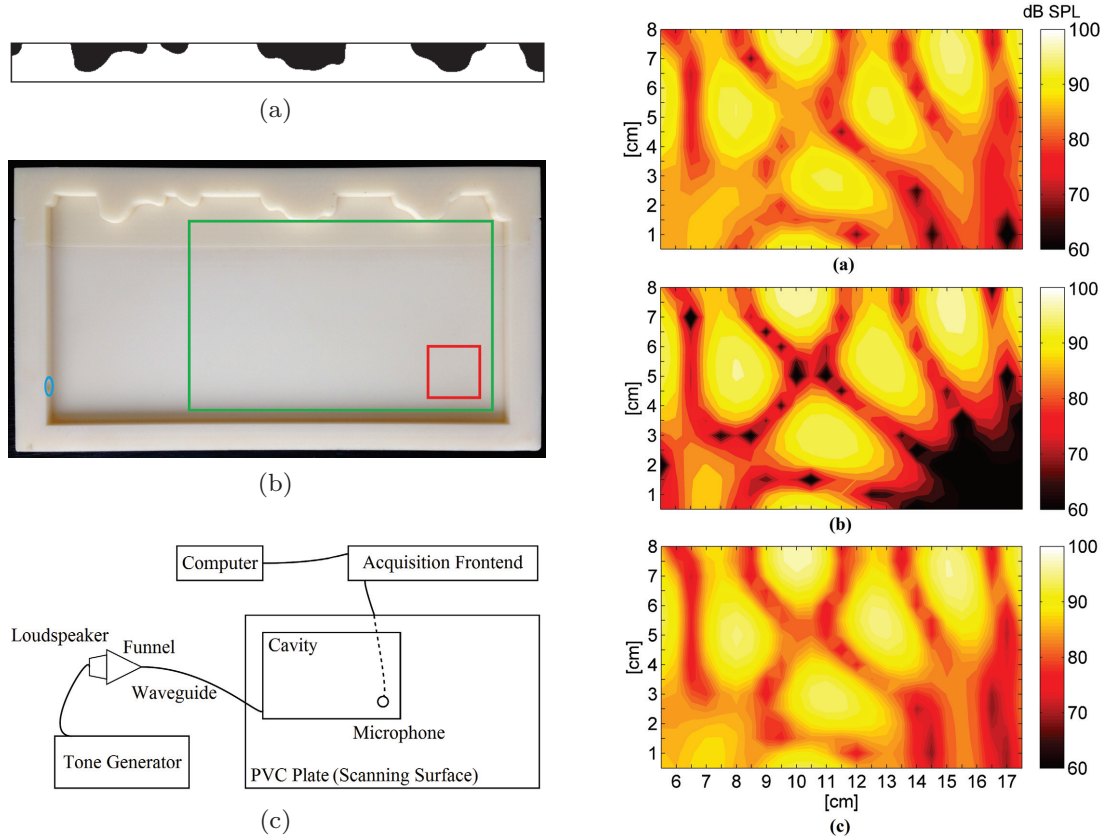 (a)
(b)
Computer
Acquisition Frontend
Loudspeaker
Funnel
Cavity
Waveguide
Microphone
Tone Generator
PVC Plate (Scanning Surface)
(c)
dB SPL
8
7
6
5
4
3
2
1
[cm]
100
90
80
70
60
(a)
8
7
6
5
4
3
2
1
[cm]
100
90
80
70
60
(b)
8
7
6
5
4
3
2
1
[cm]
100
90
80
70
60
6 7 8 9 10 11 12 13 14 15 16 17
[cm]
(c)